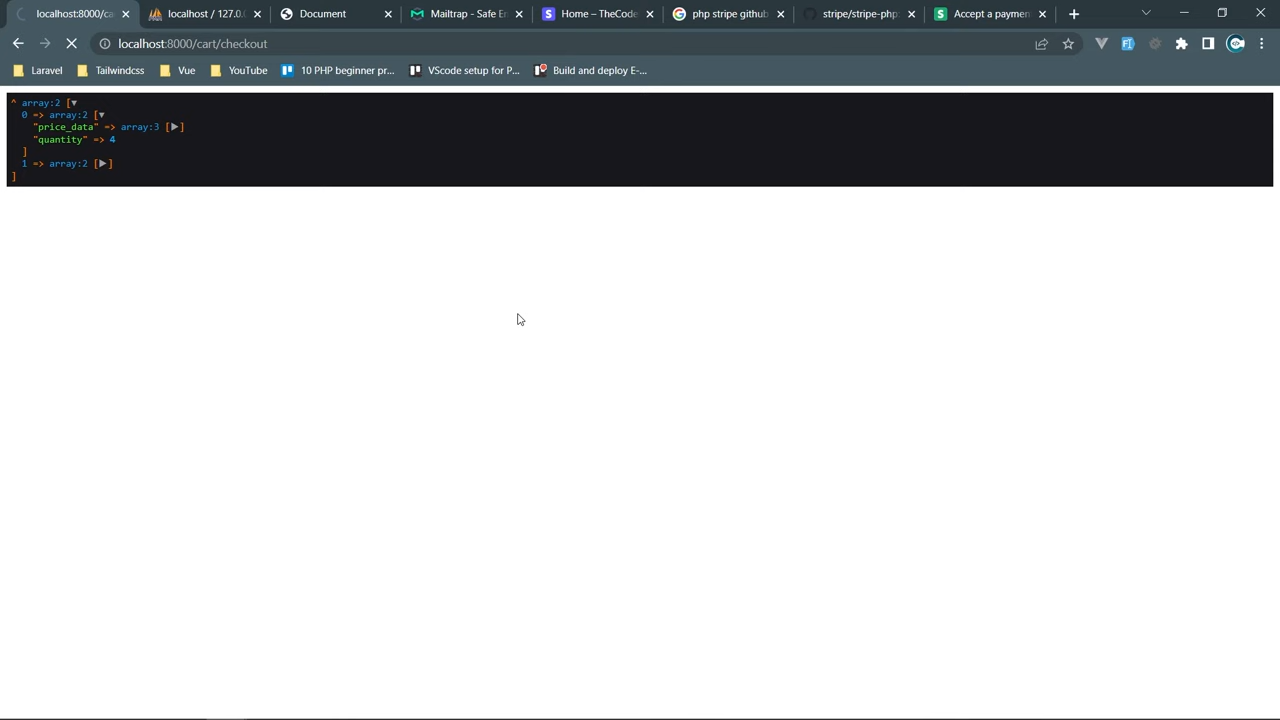 localhost:8000/ca
localhost / 127.0.
Document
Mailtrap - Safe E
Home – TheCode
php stripe github
stripe/stripe-php
Accept a paymen
localhost:8000/cart/checkout
Laravel
Tailwindcss
Vue
YouTube
10 PHP beginner pr...
VScode setup for P...
Build and deploy E-...
^ array:2 [▼
0 => array:2 [▼
"price_data" => array:3 [▶]
"quantity" => 4
]
1 => array:2 [▶]
]